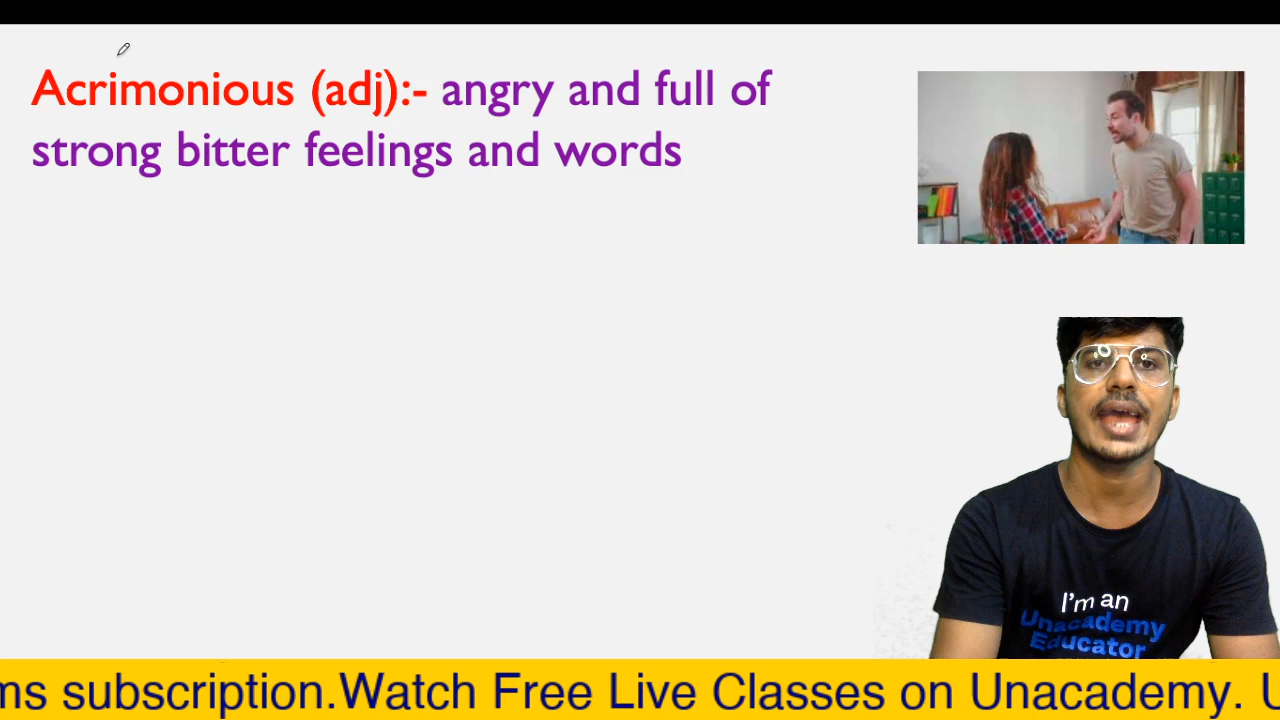 Acrimonious (adj):- angry and full of
strong bitter feelings and words
I'm an
Unacademy
Educator
ms subscription.Watch Free Live Classes on Unacademy. U